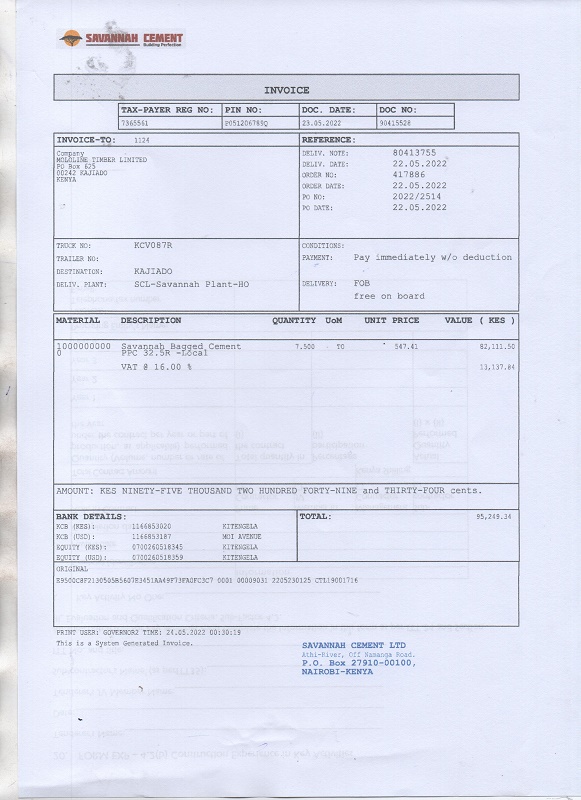 SAVANNAH CEMENT
Building Perfection
INVOICE
TAX-PAYER REG NO: PIN NO: DOC. DATE: DOC NO:
7365561 P051206789Q 23.05.2022 90415528
INVOICE-TO: 1124 REFERENCE:
Company
MOLOLINE TIMBER LIMITED
PO Box 625
00242 KAJIADO
KENYA
DELIV. NOTE: 80413755
DELIV. DATE: 22.05.2022
ORDER NO: 417886
ORDER DATE: 22.05.2022
PO NO: 2022/2514
PO DATE: 22.05.2022
TRUCK NO: KCV087R
TRAILER NO:
DESTINATION: KAJIADO
DELIV. PLANT: SCL-Savannah Plant-HO
CONDITIONS:
PAYMENT: Pay immediately w/o deduction
DELIVERY: FOB
free on board
MATERIAL DESCRIPTION QUANTITY UoM UNIT PRICE VALUE ( KES )
1000000000 Savannah Bagged Cement 7.500 TO 547.41 82,111.50
0 PPC 32.5R -Local
VAT @ 16.00 % 13,137.84
AMOUNT: KES NINETY-FIVE THOUSAND TWO HUNDRED FORTY-NINE and THIRTY-FOUR cents.
BANK DETAILS: TOTAL: 95,249.34
KCB (KES): 1166853020 KITENGELA
KCB (USD): 1166853187 MOI AVENUE
EQUITY (KES): 0700260518345 KITENGELA
EQUITY (USD): 0700260518359 KITENGELA
ORIGINAL
E9500C8F2130505B5607E3451AA49F73FA0FC3C7 0001 00009031 2205230125 CTL19001716
PRINT USER: GOVERNOR2 TIME: 24.05.2022 00:30:19
This is a System Generated Invoice.
SAVANNAH CEMENT LTD
Athi-River, Off Namanga Road.
P.O. Box 27910-00100,
NAIROBI-KENYA